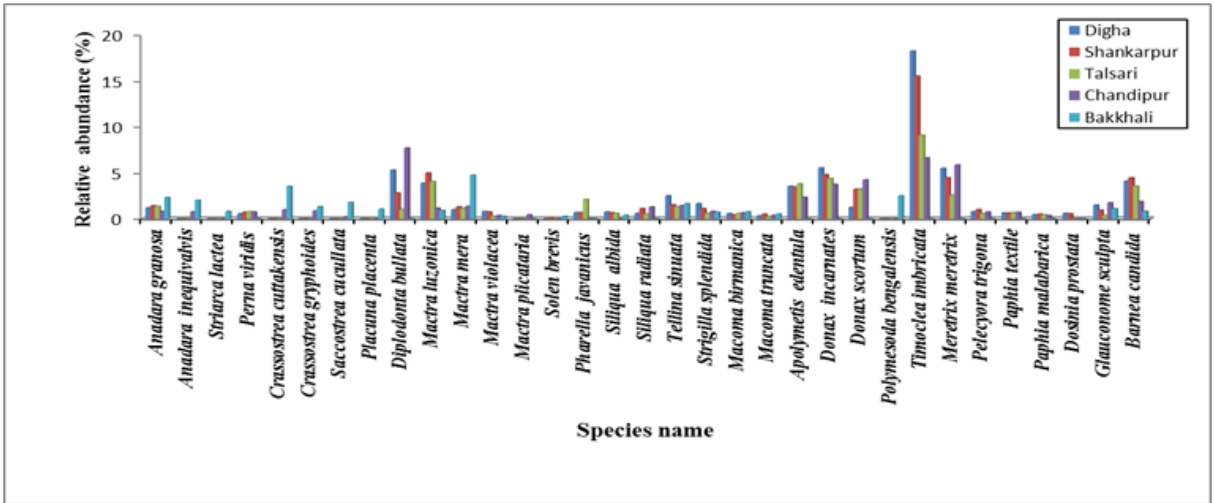 Relative abundance (%)
20
15
10
5
0
Digha
Shankarpur
Talsari
Chandipur
Bakkhali
Anadara granosa
Anadara inequivalvis
Striarca lactea
Perna viridis
Crassostrea cuttakensis
Crassostrea gryphoides
Saccostrea cucullata
Placuna placenta
Diplodonta bullata
Mactra luzonica
Mactra mera
Mactra violacea
Mactra plicataria
Solen brevis
Pharella javanicus
Siliqua albida
Siliqua radiata
Tellina sinuata
Strigilla splendida
Macoma birmanica
Macoma truncata
Apolymetis edentula
Donax incarnates
Donax scortum
Polymesoda bengalensis
Timoclea imbricata
Meretrix meretrix
Pelecyora trigona
Paphia textile
Paphia malabarica
Dosinia prostata
Glauconome sculpta
Barnea candida
Species name